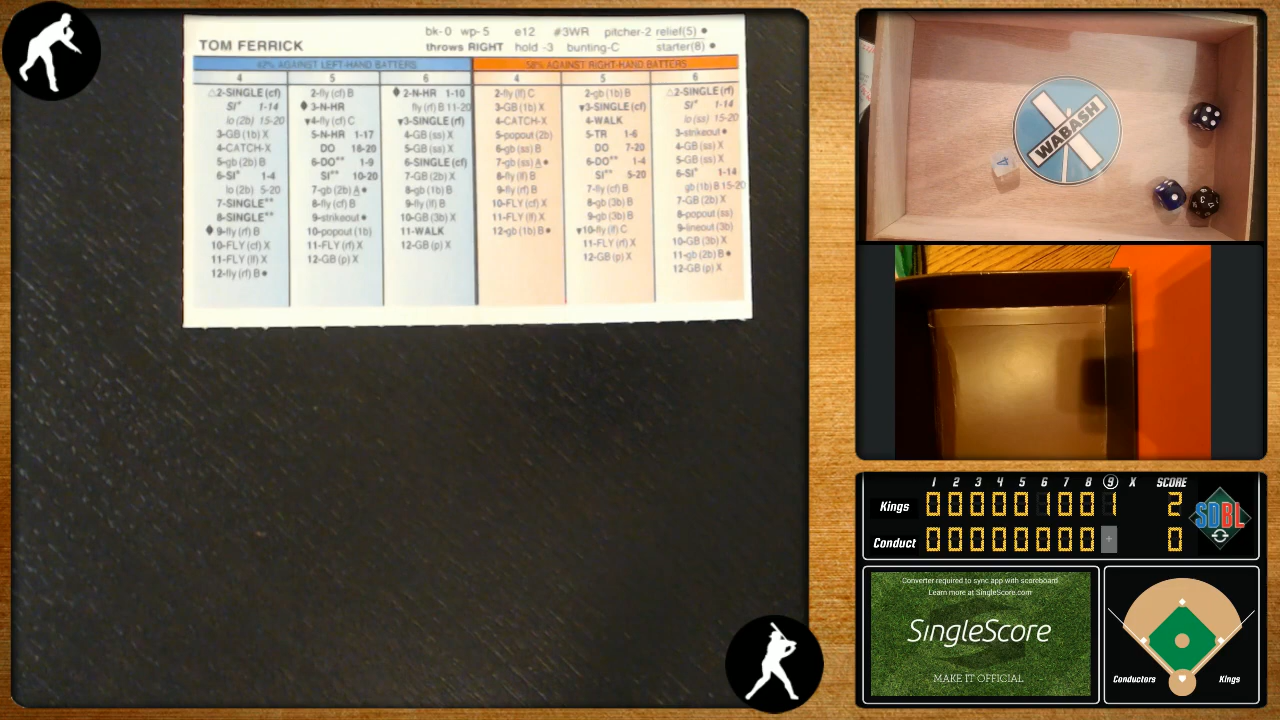 bk-0 wp-5 e12 #3WR pitcher-2 relief(5) •
TOM FERRICK throws RIGHT hold -3 bunting-C starter(8) •
42% AGAINST LEFT-HAND BATTERS 58% AGAINST RIGHT-HAND BATTERS
4 5 6 4 5 6
△2-SINGLE (cf)
SI* 1-14
lo (2b) 15-20
3-GB (1b) X
4-CATCH-X
5-gb (2b) B
6-SI* 1-4
lo (2b) 5-20
7-SINGLE**
8-SINGLE**
♦ 9-fly (rf) B
10-FLY (cf) X
11-FLY (lf) X
12-fly (rf) B •
2-fly (cf) B
♦ 3-N-HR
▼4-fly (cf) C
5-N-HR 1-17
DO 18-20
6-DO** 1-9
SI** 10-20
7-gb (2b) A •
8-fly (cf) B
9-strikeout •
10-popout (1b)
11-FLY (rf) X
12-GB (p) X
♦ 2-N-HR 1-10
fly (rf) B 11-20
▼3-SINGLE (rf)
4-GB (ss) X
5-GB (ss) X
6-SINGLE (cf)
7-GB (2b) X
8-gb (1b) B
9-fly (lf) B
10-GB (3b) X
11-WALK
12-GB (p) X
2-fly (lf) C
3-GB (1b) X
4-CATCH-X
5-popout (2b)
6-gb (ss) B
7-gb (ss) A •
8-fly (lf) B
9-fly (rf) B
10-FLY (cf) X
11-FLY (lf) X
12-gb (1b) B •
2-gb (1b) B
▼3-SINGLE (cf)
4-WALK
5-TR 1-6
DO 7-20
6-DO** 1-4
SI** 5-20
7-fly (cf) B
8-gb (3b) B
9-gb (3b) B
▼10-fly (lf) C
11-FLY (rf) X
12-GB (p) X
△2-SINGLE (rf)
SI* 1-14
lo (ss) 15-20
3-strikeout •
4-GB (ss) X
5-GB (ss) X
6-SI* 1-14
gb (1b) B 15-20
7-GB (2b) X
8-popout (ss)
9-lineout (3b)
10-GB (3b) X
11-gb (2b) B •
12-GB (p) X
WABASH
1 2 3 4 5 6 7 8 9 X SCORE
Kings 0 0 0 0 0 1 0 0 1 2
Conduct 0 0 0 0 0 0 0 0 + 0
SDBL
Converter required to sync app with scoreboard
Learn more at SingleScore.com
SingleScore
MAKE IT OFFICIAL
Conductors Kings